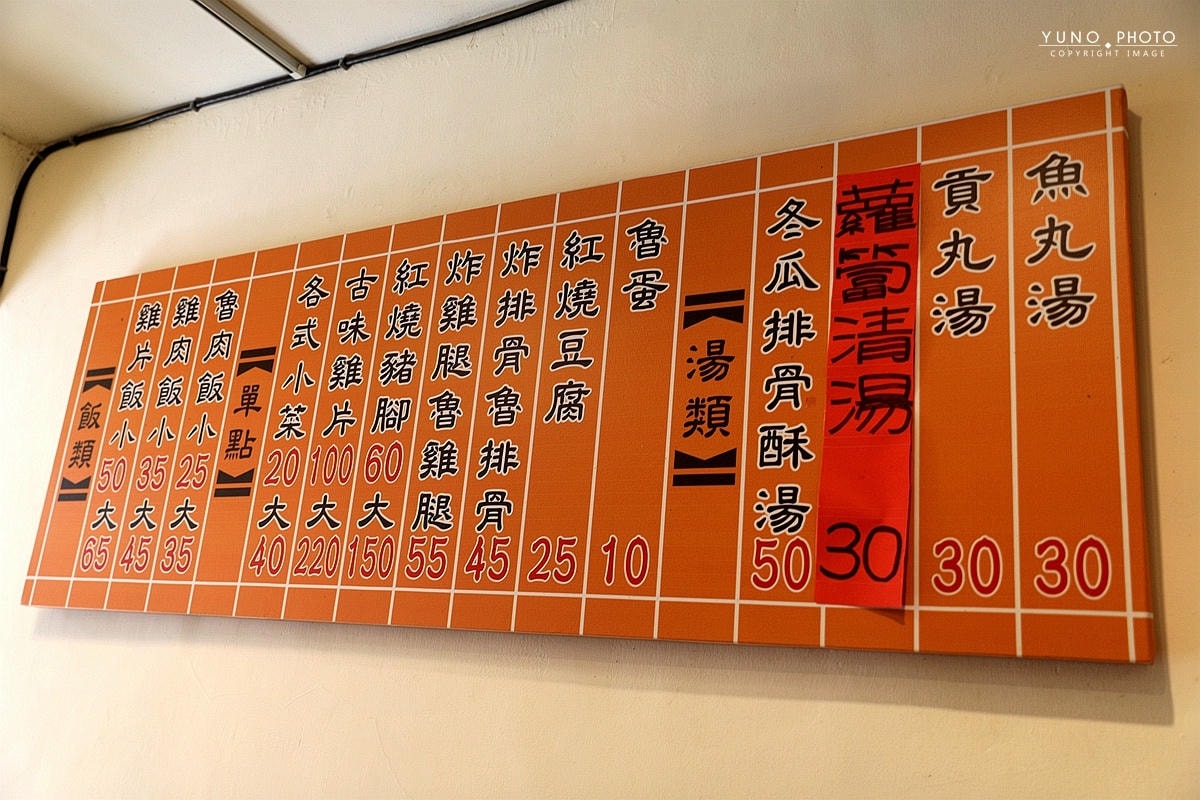 YUNO PHOTO
COPYRIGHT IMAGE
【飯類】
雞片飯小50大65
雞肉飯小35大45
魯肉飯小25大35
【單點】
各式小菜20大40
古味雞片100大220
紅燒豬腳60大150
炸雞腿魯雞腿55
炸排骨魯排骨45
紅燒豆腐25
魯蛋10
【湯類】
冬瓜排骨酥湯50
蘿蔔清湯30
貢丸湯30
魚丸湯30